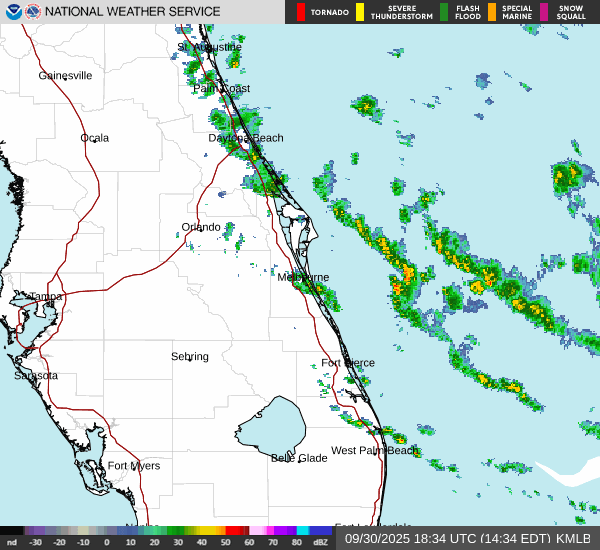 NATIONAL WEATHER SERVICE
TORNADO
SEVERE THUNDERSTORM
FLASH FLOOD
SPECIAL MARINE
SNOW SQUALL
St. Augustine
Gainesville
Palm Coast
Ocala
Daytona Beach
Orlando
Melbourne
Tampa
Sebring
Fort Pierce
Sarasota
West Palm Beach
Belle Glade
Fort Myers
Fort Lauderdale
nd -30 -20 -10 0 10 20 30 40 50 60 70 80 dBZ
09/30/2025 18:34 UTC (14:34 EDT) KMLB